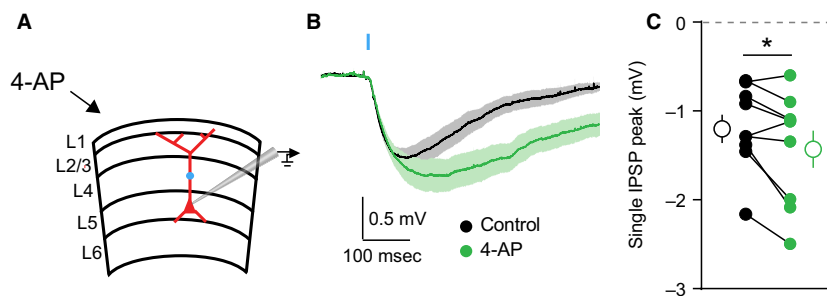 A
4-AP
L1
L2/3
L4
L5
L6
B
0.5 mV
100 msec
Control
4-AP
C
Single IPSP peak (mV)
0
–1
–2
–3
*